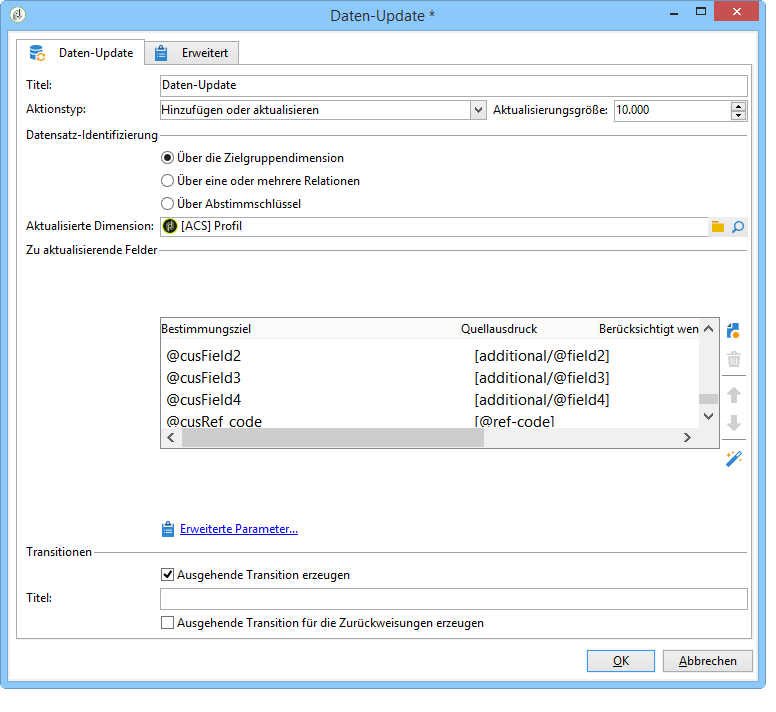 Daten-Update *
Daten-Update Erweitert
Titel: Daten-Update
Aktionstyp: Hinzufügen oder aktualisieren Aktualisierungsgröße: 10.000
Datensatz-Identifizierung
Über die Zielgruppendimension
Über eine oder mehrere Relationen
Über Abstimmschlüssel
Aktualisierte Dimension: [ACS] Profil
Zu aktualisierende Felder
Bestimmungsziel Quellausdruck Berücksichtigt wen
@cusField2 [additional/@field2]
@cusField3 [additional/@field3]
@cusField4 [additional/@field4]
@cusRef_code [@ref-code]
Erweiterte Parameter...
Transitionen
Ausgehende Transition erzeugen
Titel:
Ausgehende Transition für die Zurückweisungen erzeugen
OK Abbrechen